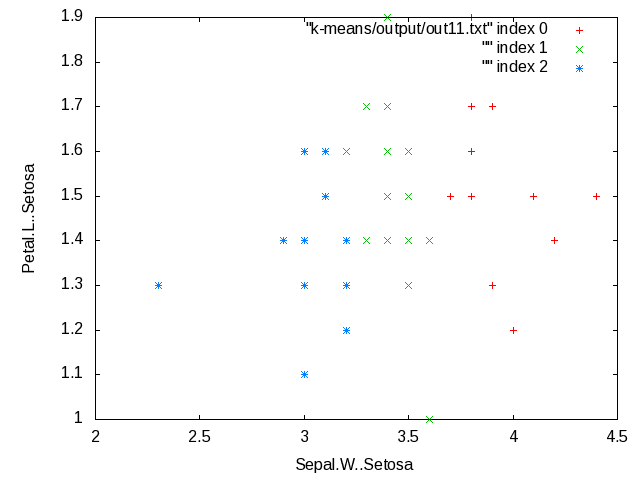 "k-means/output/out11.txt" index 0
"" index 1
"" index 2
1.9
1.8
1.7
1.6
1.5
1.4
1.3
1.2
1.1
1
Petal.L..Setosa
2 2.5 3 3.5 4 4.5
Sepal.W..Setosa